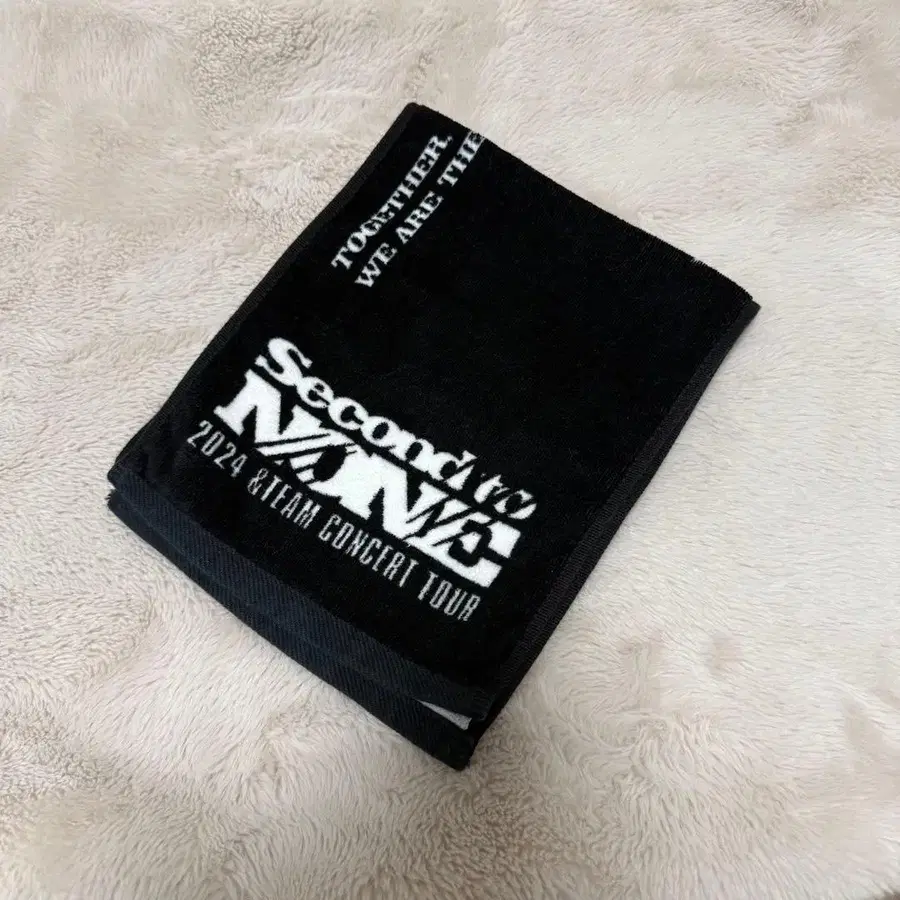 TOGETHER.
WE ARE THE
Second to
NONE
2024 &TEAM CONCERT TOUR